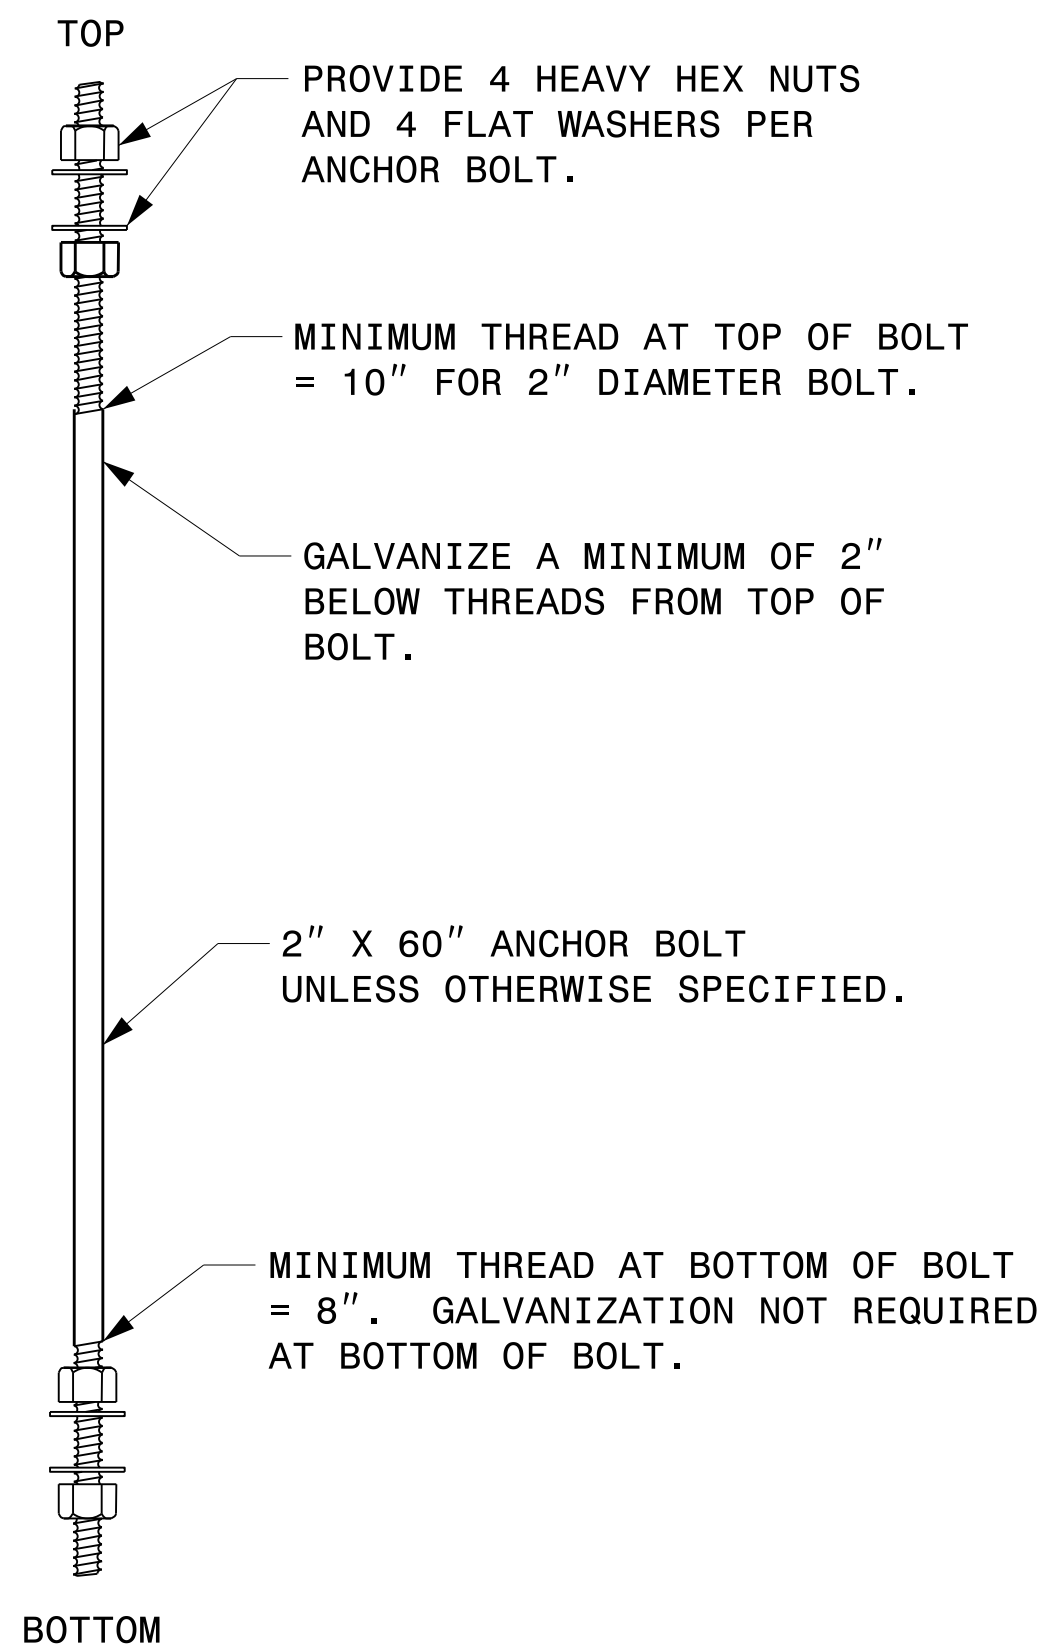 TOP
PROVIDE 4 HEAVY HEX NUTS
AND 4 FLAT WASHERS PER
ANCHOR BOLT.
MINIMUM THREAD AT TOP OF BOLT
= 10" FOR 2" DIAMETER BOLT.
GALVANIZE A MINIMUM OF 2"
BELOW THREADS FROM TOP OF
BOLT.
2" X 60" ANCHOR BOLT
UNLESS OTHERWISE SPECIFIED.
MINIMUM THREAD AT BOTTOM OF BOLT
= 8". GALVANIZATION NOT REQUIRED
AT BOTTOM OF BOLT.
BOTTOM